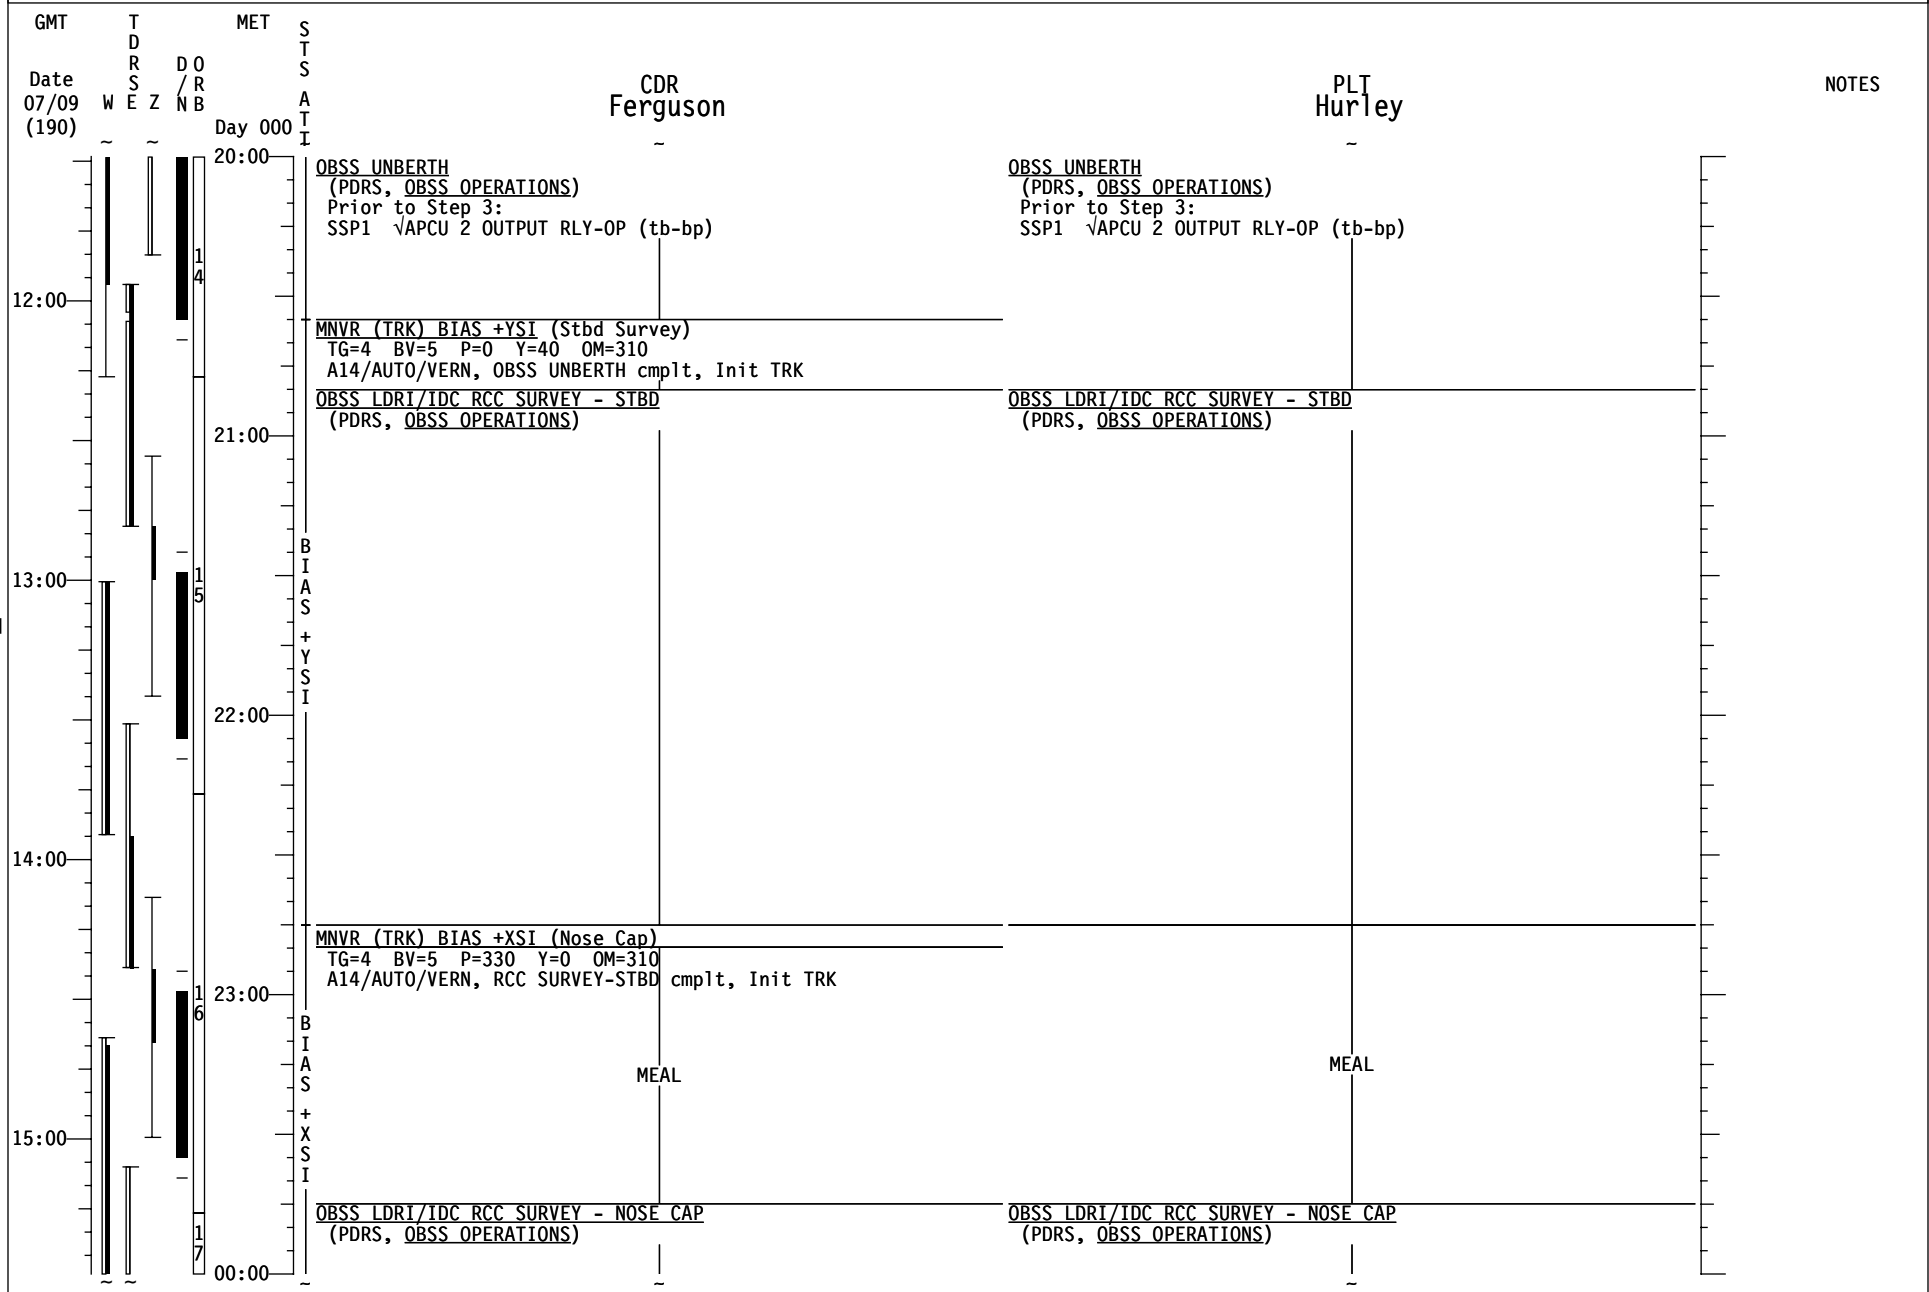 GMT
TDRS
MET
STS ATT
Date
07/09
(190)
W E Z
D/N
ORB
Day 000
CDR
Ferguson
PLT
Hurley
NOTES
~ ~ ~ ~
20:00
OBSS UNBERTH
(PDRS, OBSS OPERATIONS)
Prior to Step 3:
SSP1 √APCU 2 OUTPUT RLY-OP (tb-bp)
OBSS UNBERTH
(PDRS, OBSS OPERATIONS)
Prior to Step 3:
SSP1 √APCU 2 OUTPUT RLY-OP (tb-bp)
14
12:00
MNVR (TRK) BIAS +YSI (Stbd Survey)
TG=4 BV=5 P=0 Y=40 OM=310
A14/AUTO/VERN, OBSS UNBERTH cmplt, Init TRK
OBSS LDRI/IDC RCC SURVEY - STBD
(PDRS, OBSS OPERATIONS)
OBSS LDRI/IDC RCC SURVEY - STBD
(PDRS, OBSS OPERATIONS)
21:00
BIAS +YSI
13:00
15
22:00
14:00
MNVR (TRK) BIAS +XSI (Nose Cap)
TG=4 BV=5 P=330 Y=0 OM=310
A14/AUTO/VERN, RCC SURVEY-STBD cmplt, Init TRK
16
23:00
BIAS +XSI
MEAL
MEAL
15:00
OBSS LDRI/IDC RCC SURVEY - NOSE CAP
(PDRS, OBSS OPERATIONS)
OBSS LDRI/IDC RCC SURVEY - NOSE CAP
(PDRS, OBSS OPERATIONS)
17
00:00
~ ~ ~ ~ ~